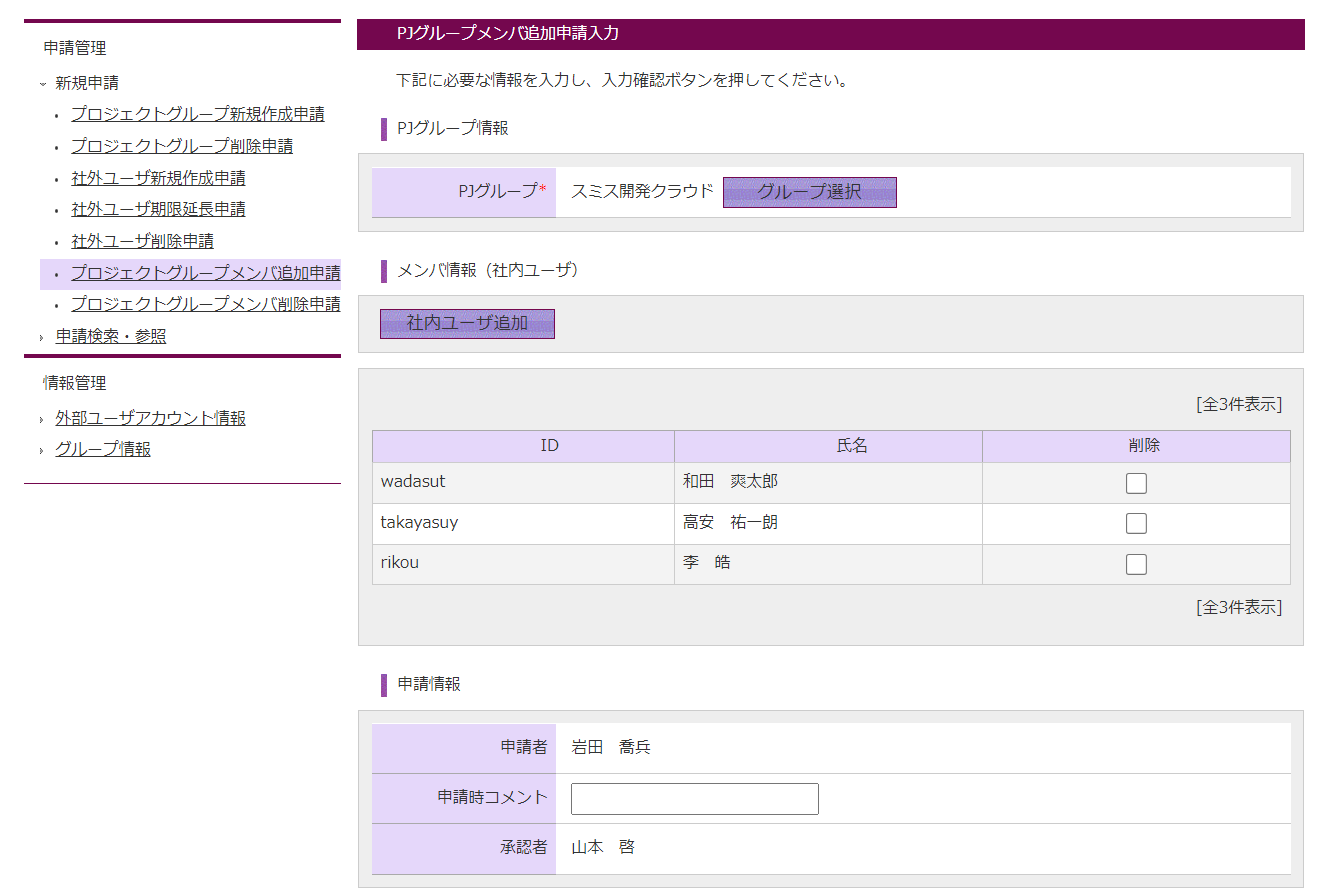 申請管理
新規申請
プロジェクトグループ新規作成申請
プロジェクトグループ削除申請
社外ユーザ新規作成申請
社外ユーザ期限延長申請
社外ユーザ削除申請
プロジェクトグループメンバ追加申請
プロジェクトグループメンバ削除申請
申請検索・参照
情報管理
外部ユーザアカウント情報
グループ情報
PJグループメンバ追加申請入力
下記に必要な情報を入力し、入力確認ボタンを押してください。
PJグループ情報
PJグループ* スミス開発クラウド グループ選択
メンバ情報（社内ユーザ）
社内ユーザ追加
[全3件表示]
ID 氏名 削除
wadasut 和田　爽太郎
takayasuy 高安　祐一朗
rikou 李　皓
[全3件表示]
申請情報
申請者 岩田　喬兵
申請時コメント
承認者 山本　啓